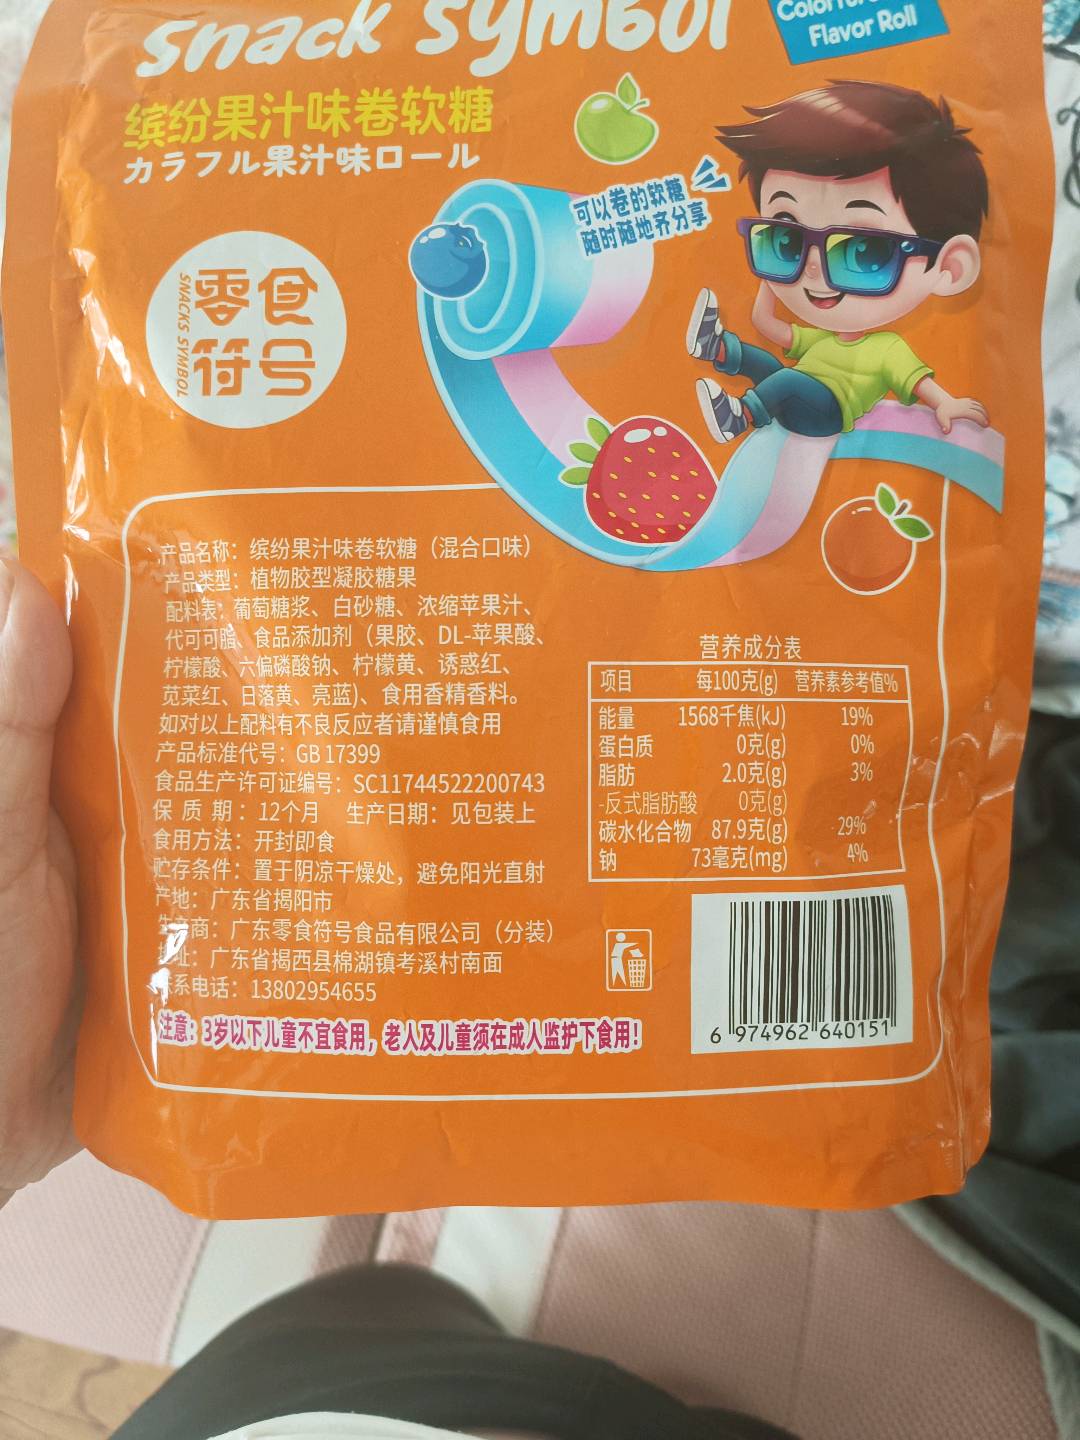 Snack Symbol
Flavor Roll
缤纷果汁味卷软糖
カラフル果汁味ロール
可以卷的软糖
随时随地齐分享
SNACKS SYMBOL
零食
符号
产品名称：缤纷果汁味卷软糖（混合口味）
产品类型：植物胶型凝胶糖果
配料表：葡萄糖浆、白砂糖、浓缩苹果汁、
代可可脂、食品添加剂（果胶、DL-苹果酸、
柠檬酸、六偏磷酸钠、柠檬黄、诱惑红、
苋菜红、日落黄、亮蓝)、食用香精香料。
如对以上配料有不良反应者请谨慎食用
产品标准代号：GB 17399
食品生产许可证编号：SC11744522200743
保 质 期：12个月 生产日期：见包装上
食用方法：开封即食
贮存条件：置于阴凉干燥处，避免阳光直射
产地：广东省揭阳市
生产商：广东零食符号食品有限公司（分装）
地址：广东省揭西县棉湖镇考溪村南面
联系电话：13802954655
注意：3岁以下儿童不宜食用，老人及儿童须在成人监护下食用！
营养成分表
项目 每100克(g) 营养素参考值%
能量 1568千焦(kJ) 19%
蛋白质 0克(g) 0%
脂肪 2.0克(g) 3%
-反式脂肪酸 0克(g)
碳水化合物 87.9克(g) 29%
钠 73毫克(mg) 4%
6 974962 640151